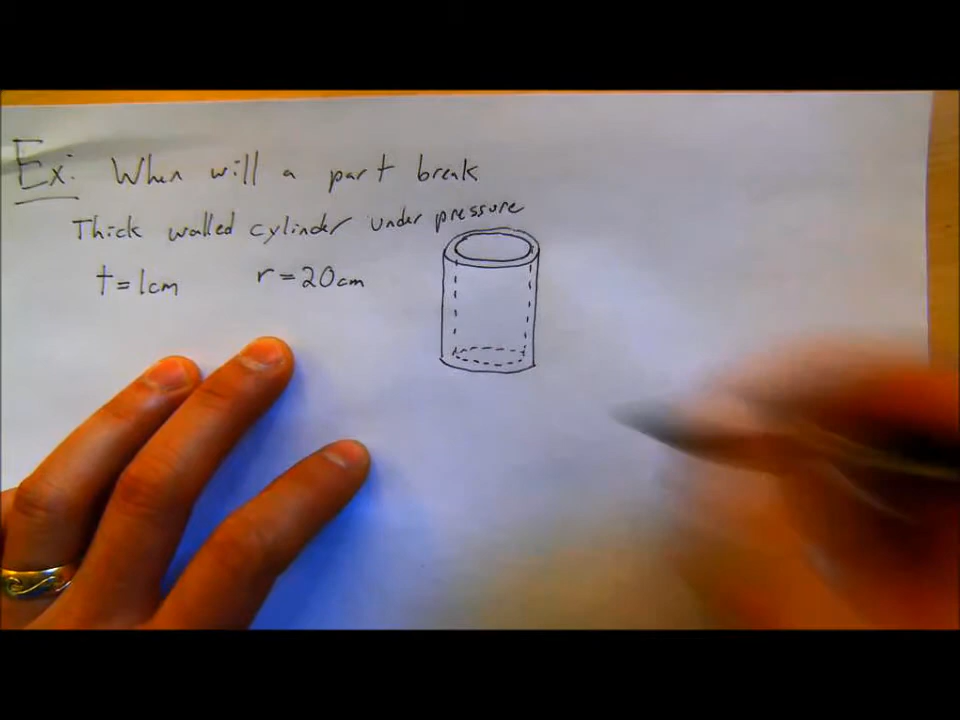 Ex: When will a part break
Thick walled cylinder under pressure
t = 1cm r = 20cm